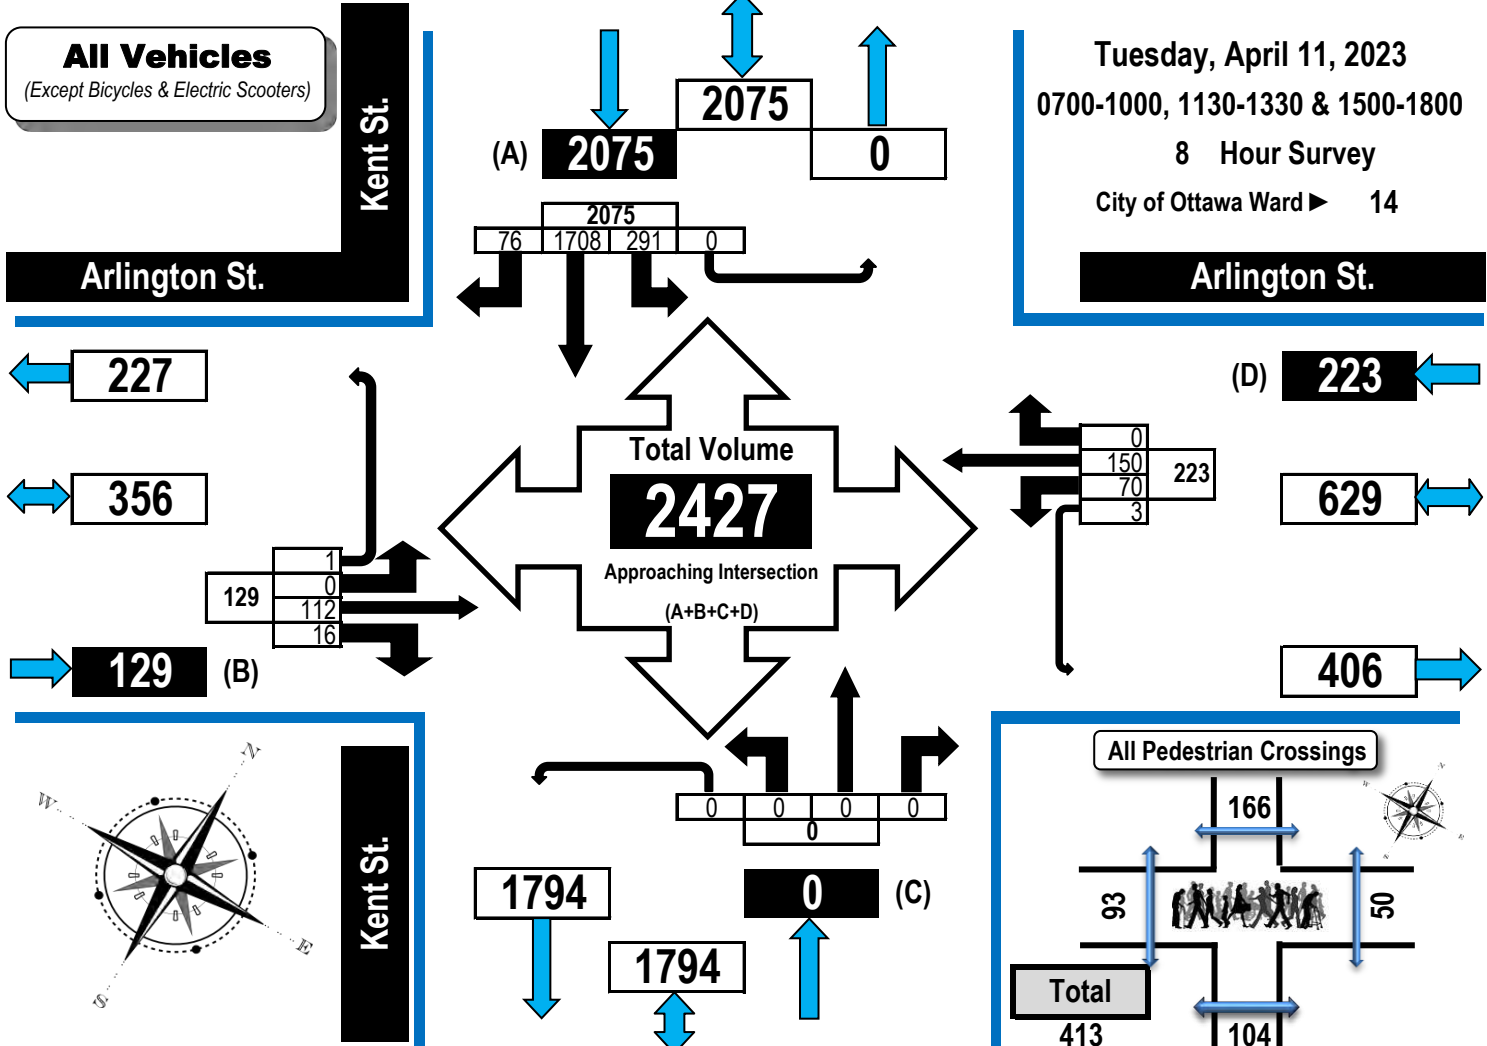 All Vehicles
(Except Bicycles & Electric Scooters)
Kent St.
Arlington St.
2075
(A) 2075
0
2075
76 1708 291 0
Tuesday, April 11, 2023
0700-1000, 1130-1330 & 1500-1800
8 Hour Survey
City of Ottawa Ward ► 14
Arlington St.
227
356
1
0
112
16
129
129 (B)
Total Volume
2427
Approaching Intersection
(A+B+C+D)
(D) 223
0
150
70
3
223
629
406
0 0 0 0
0
1794
0 (C)
1794
N
W
E
S
Kent St.
All Pedestrian Crossings
166
93
50
104
Total
413